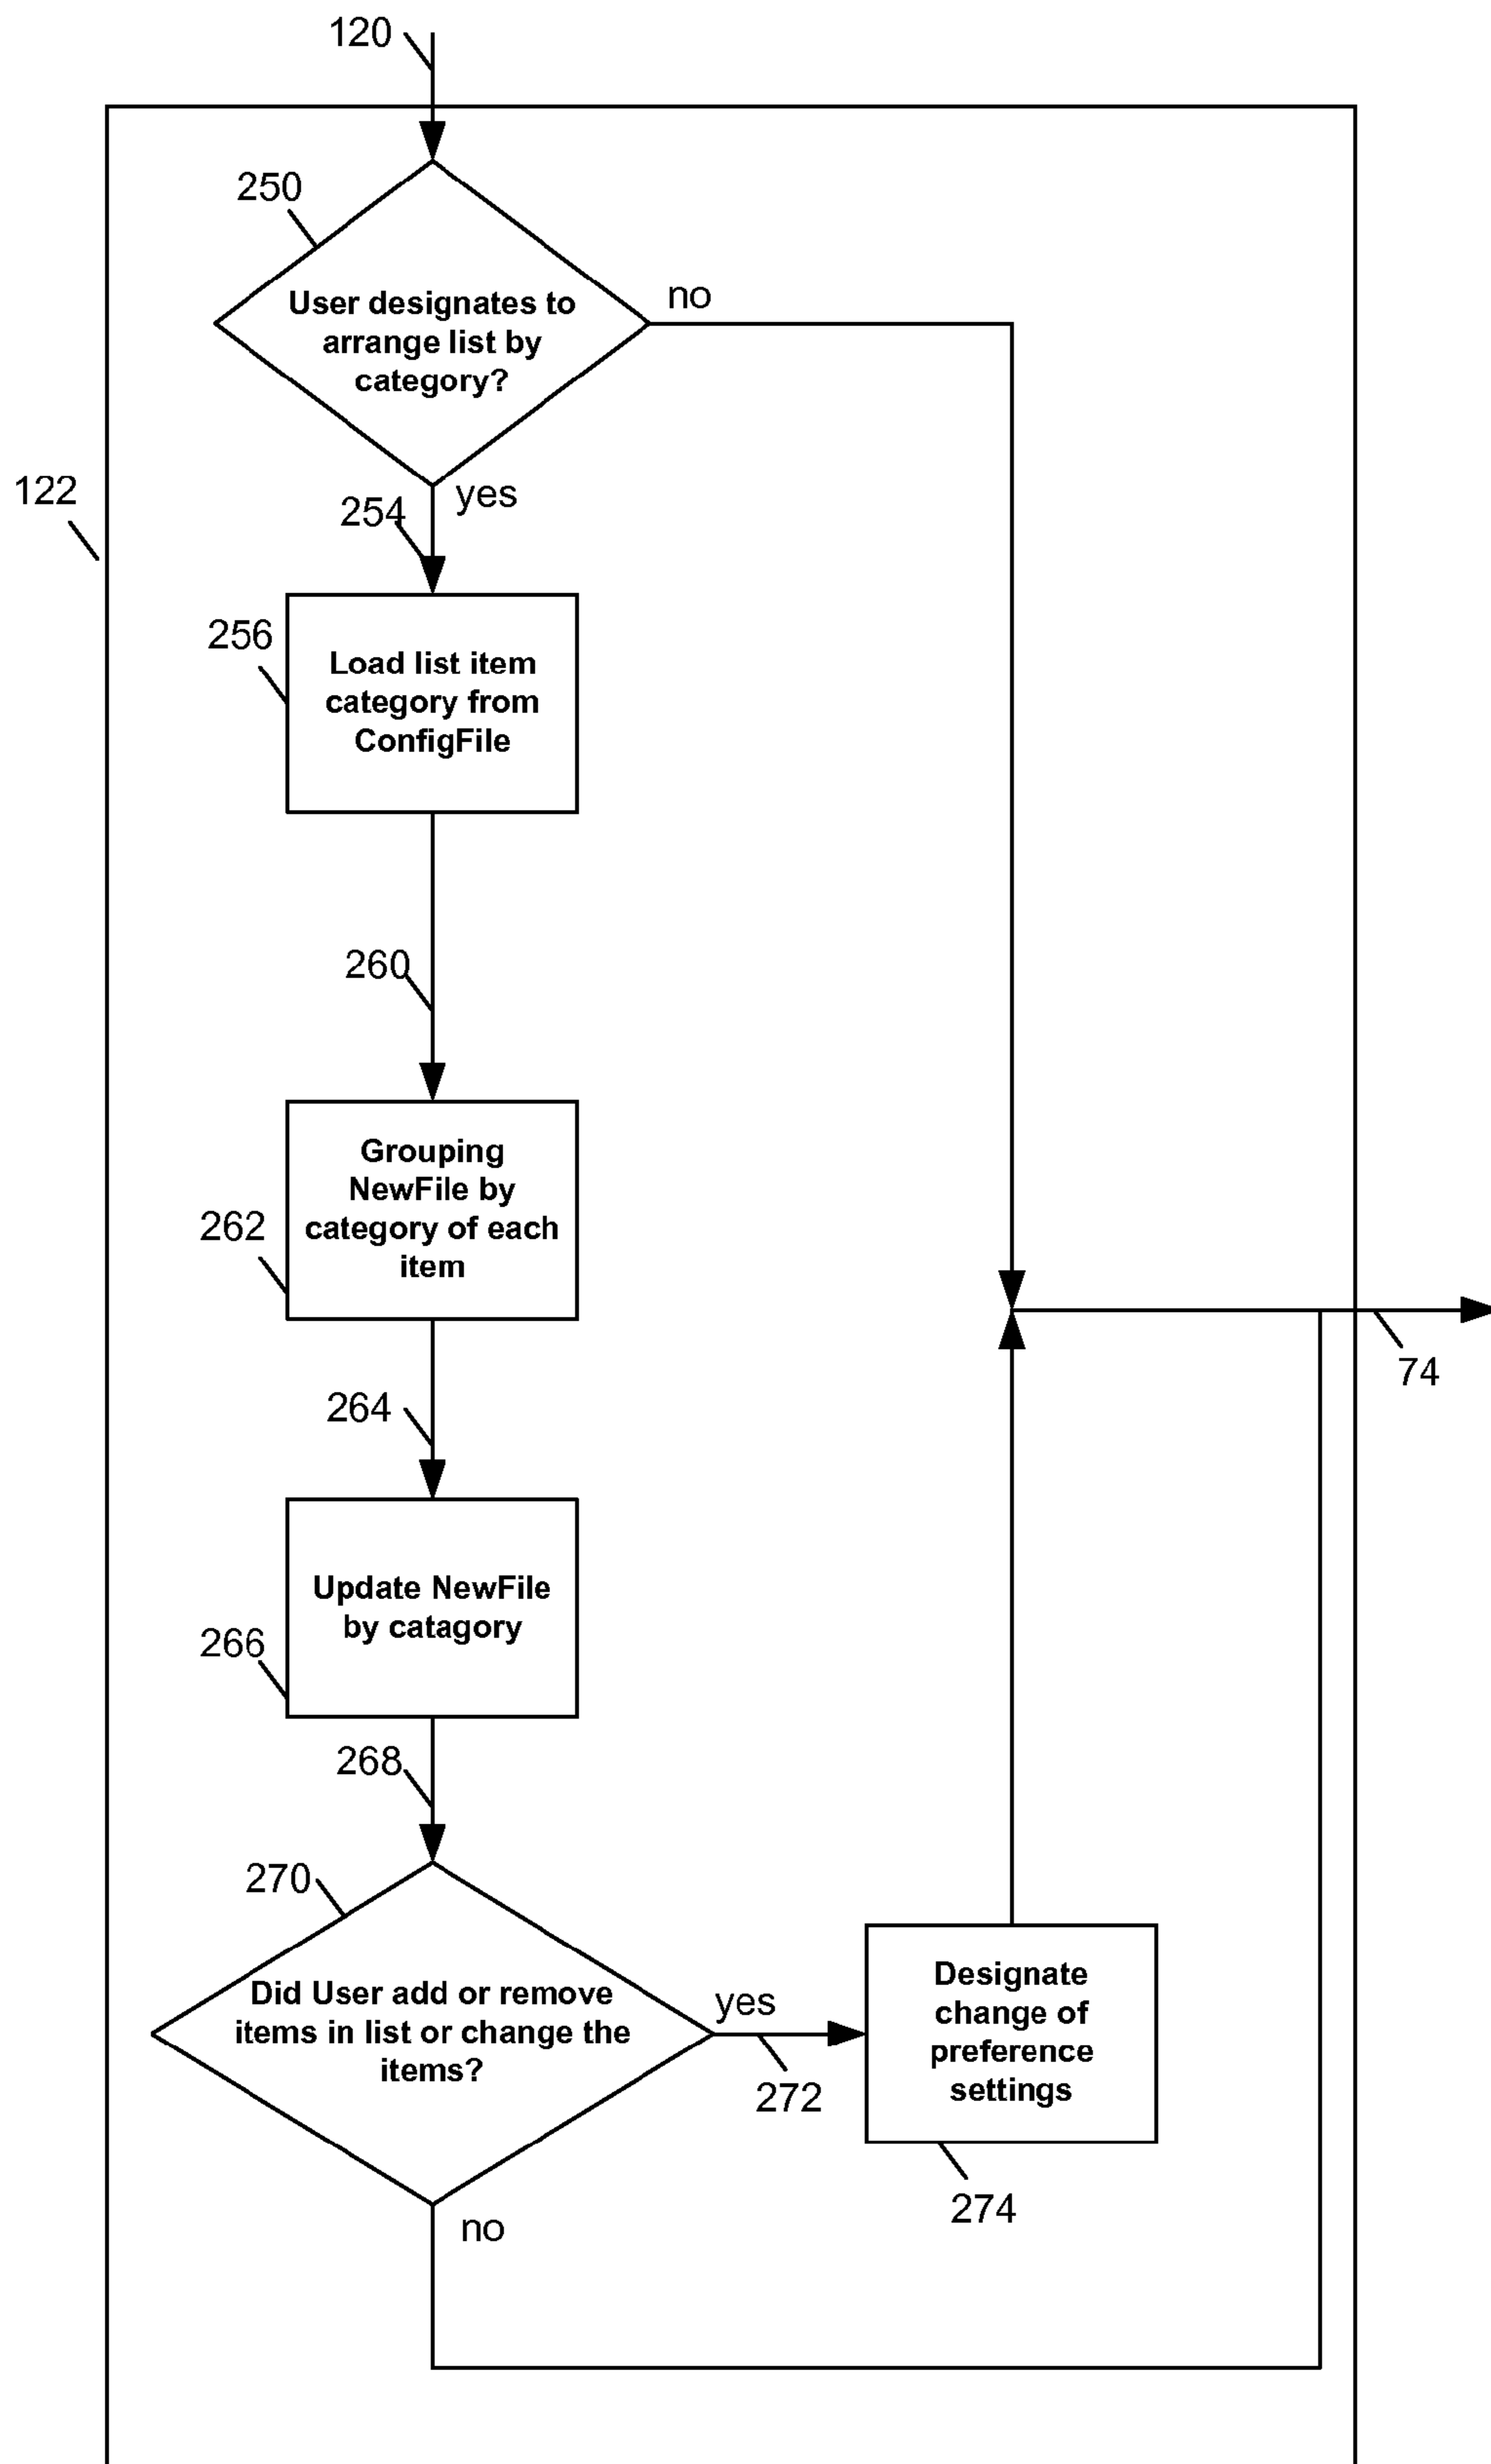 120
250
User designates to
arrange list by
category?
no
122
254
yes
256
Load list item
category from
ConfigFile
260
Grouping
NewFile by
category of each
item
262
74
264
Update NewFile
by catagory
266
268
270
Did User add or remove
items in list or change the
items?
yes
272
Designate
change of
preference
settings
274
no